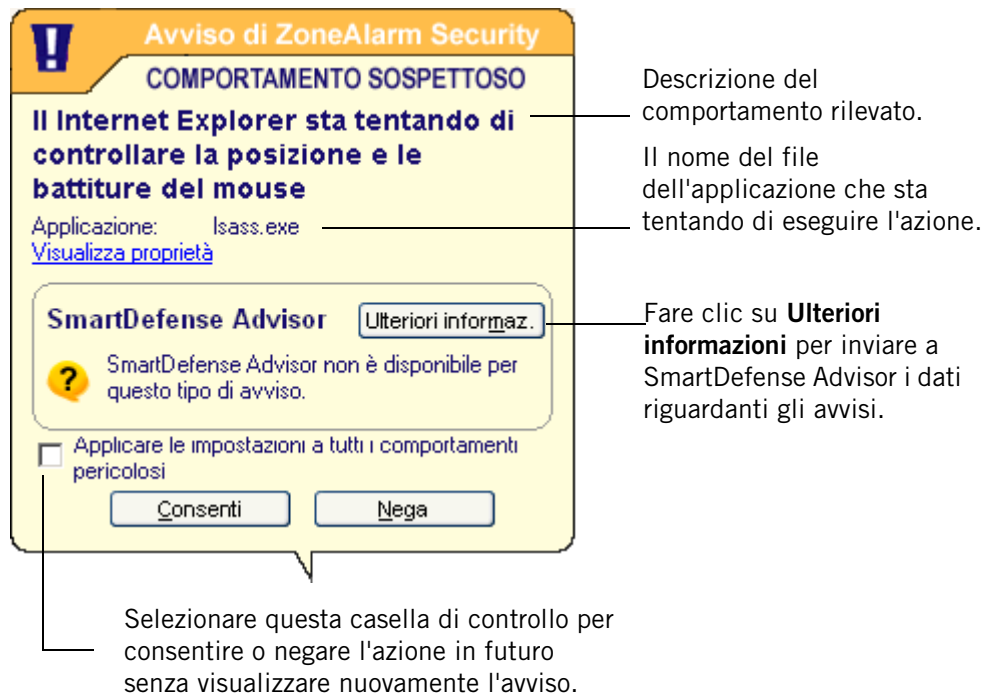 Avviso di ZoneAlarm Security
COMPORTAMENTO SOSPETTOSO
Il Internet Explorer sta tentando di
controllare la posizione e le
battiture del mouse
Applicazione: lsass.exe
Visualizza proprietà
SmartDefense Advisor
Ulteriori informaz.
?
SmartDefense Advisor non è disponibile per
questo tipo di avviso.
Applicare le impostazioni a tutti i comportamenti
pericolosi
Consenti
Nega
Descrizione del
comportamento rilevato.
Il nome del file
dell'applicazione che sta
tentando di eseguire l'azione.
Fare clic su Ulteriori
informazioni per inviare a
SmartDefense Advisor i dati
riguardanti gli avvisi.
Selezionare questa casella di controllo per
consentire o negare l'azione in futuro
senza visualizzare nuovamente l'avviso.